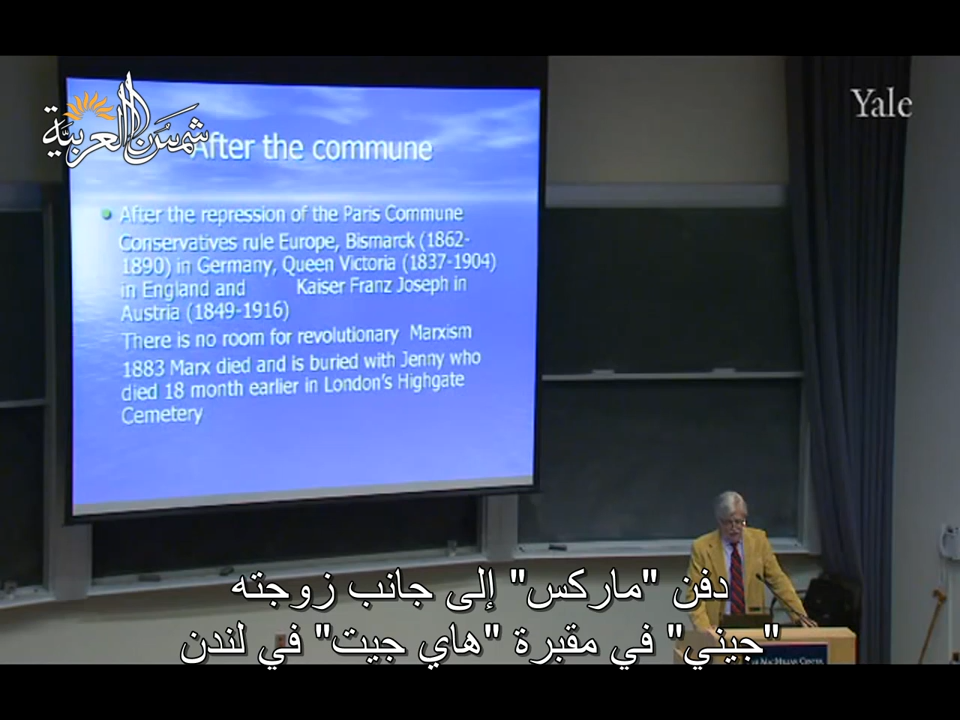 شمس العربية
Yale
After the commune
After the repression of the Paris Commune
Conservatives rule Europe, Bismarck (1862-
1890) in Germany, Queen Victoria (1837-1904)
in England and Kaiser Franz Joseph in
Austria (1849-1916)
There is no room for revolutionary Marxism
1883 Marx died and is buried with Jenny who
died 18 month earlier in London's Highgate
Cemetery
دفن "ماركس" إلى جانب زوجته
"جيني" في مقبرة "هاي جيت" في لندن
MACMILLAN CENTER